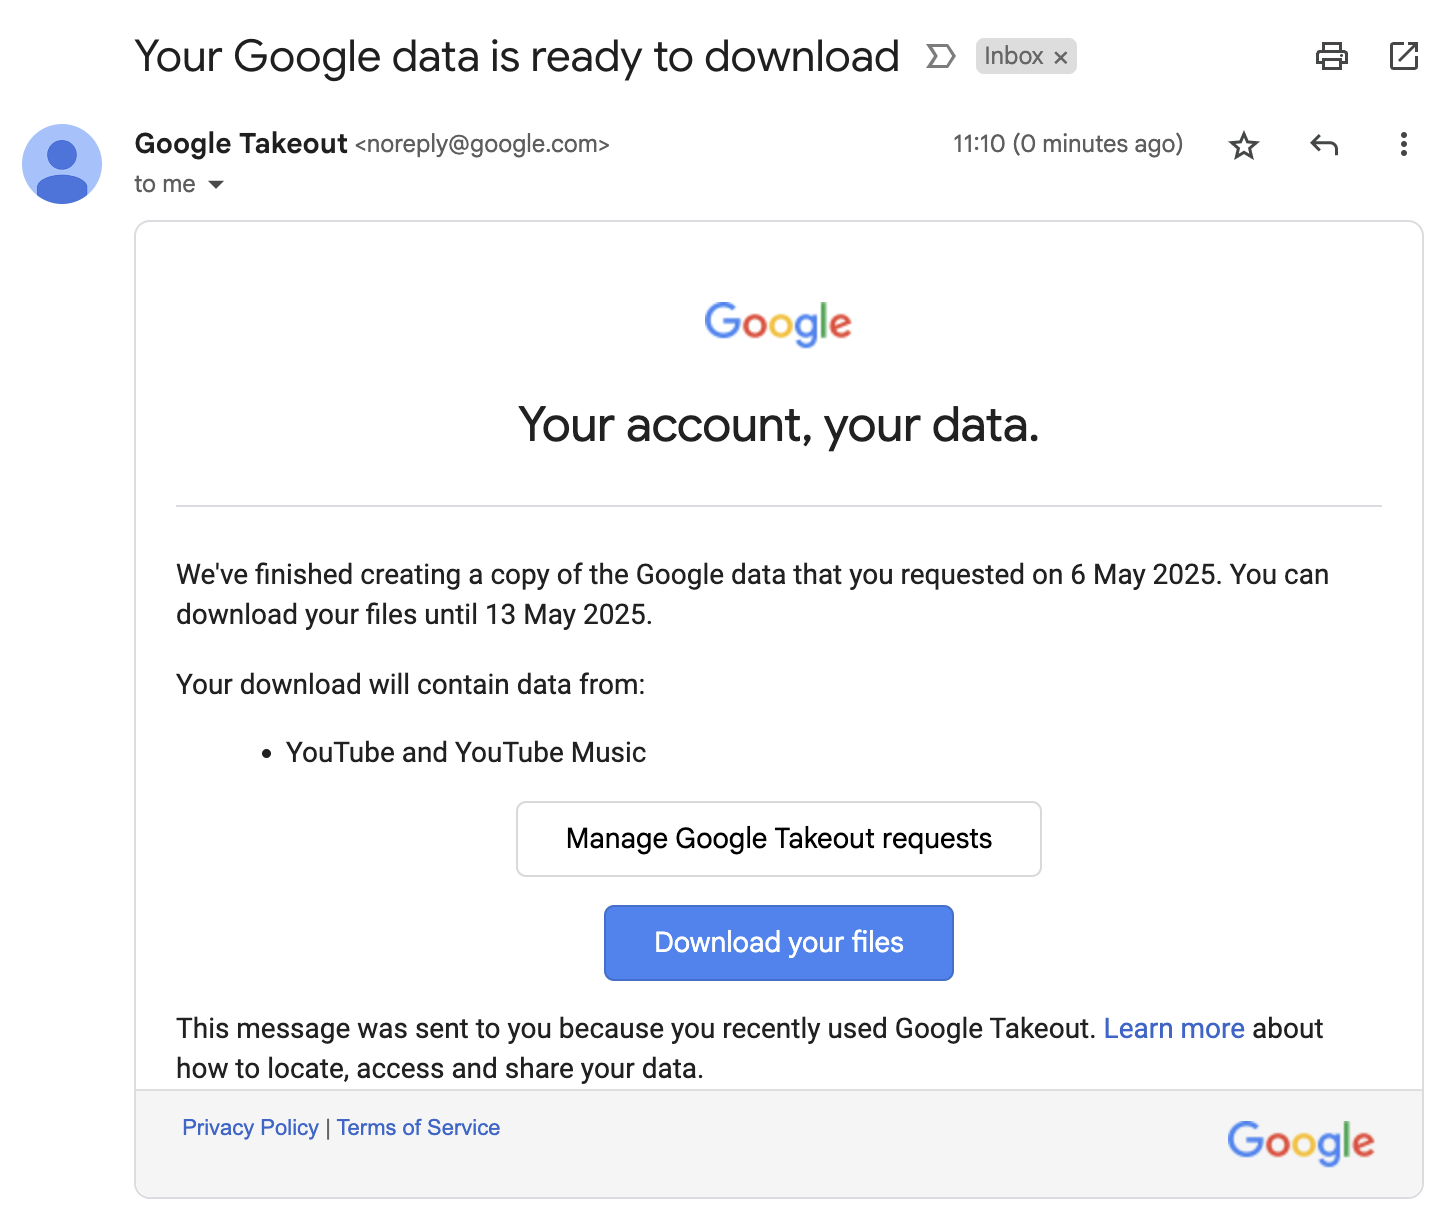 Your Google data is ready to download Inbox ×
Google Takeout <noreply@google.com> 11:10 (0 minutes ago)
to me
Google
Your account, your data.
We've finished creating a copy of the Google data that you requested on 6 May 2025. You can
download your files until 13 May 2025.
Your download will contain data from:
• YouTube and YouTube Music
Manage Google Takeout requests
Download your files
This message was sent to you because you recently used Google Takeout. Learn more about
how to locate, access and share your data.
Privacy Policy | Terms of Service
Google